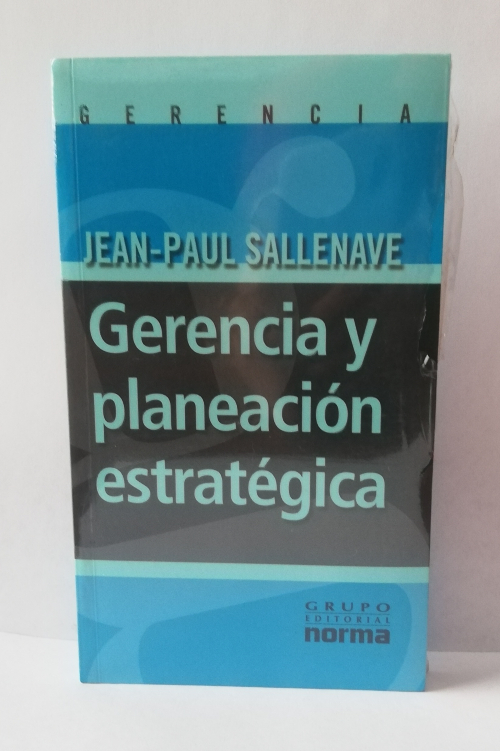 GERENCIA
JEAN-PAUL SALLENAVE
Gerencia y
planeación
estratégica
GRUPO
EDITORIAL
norma